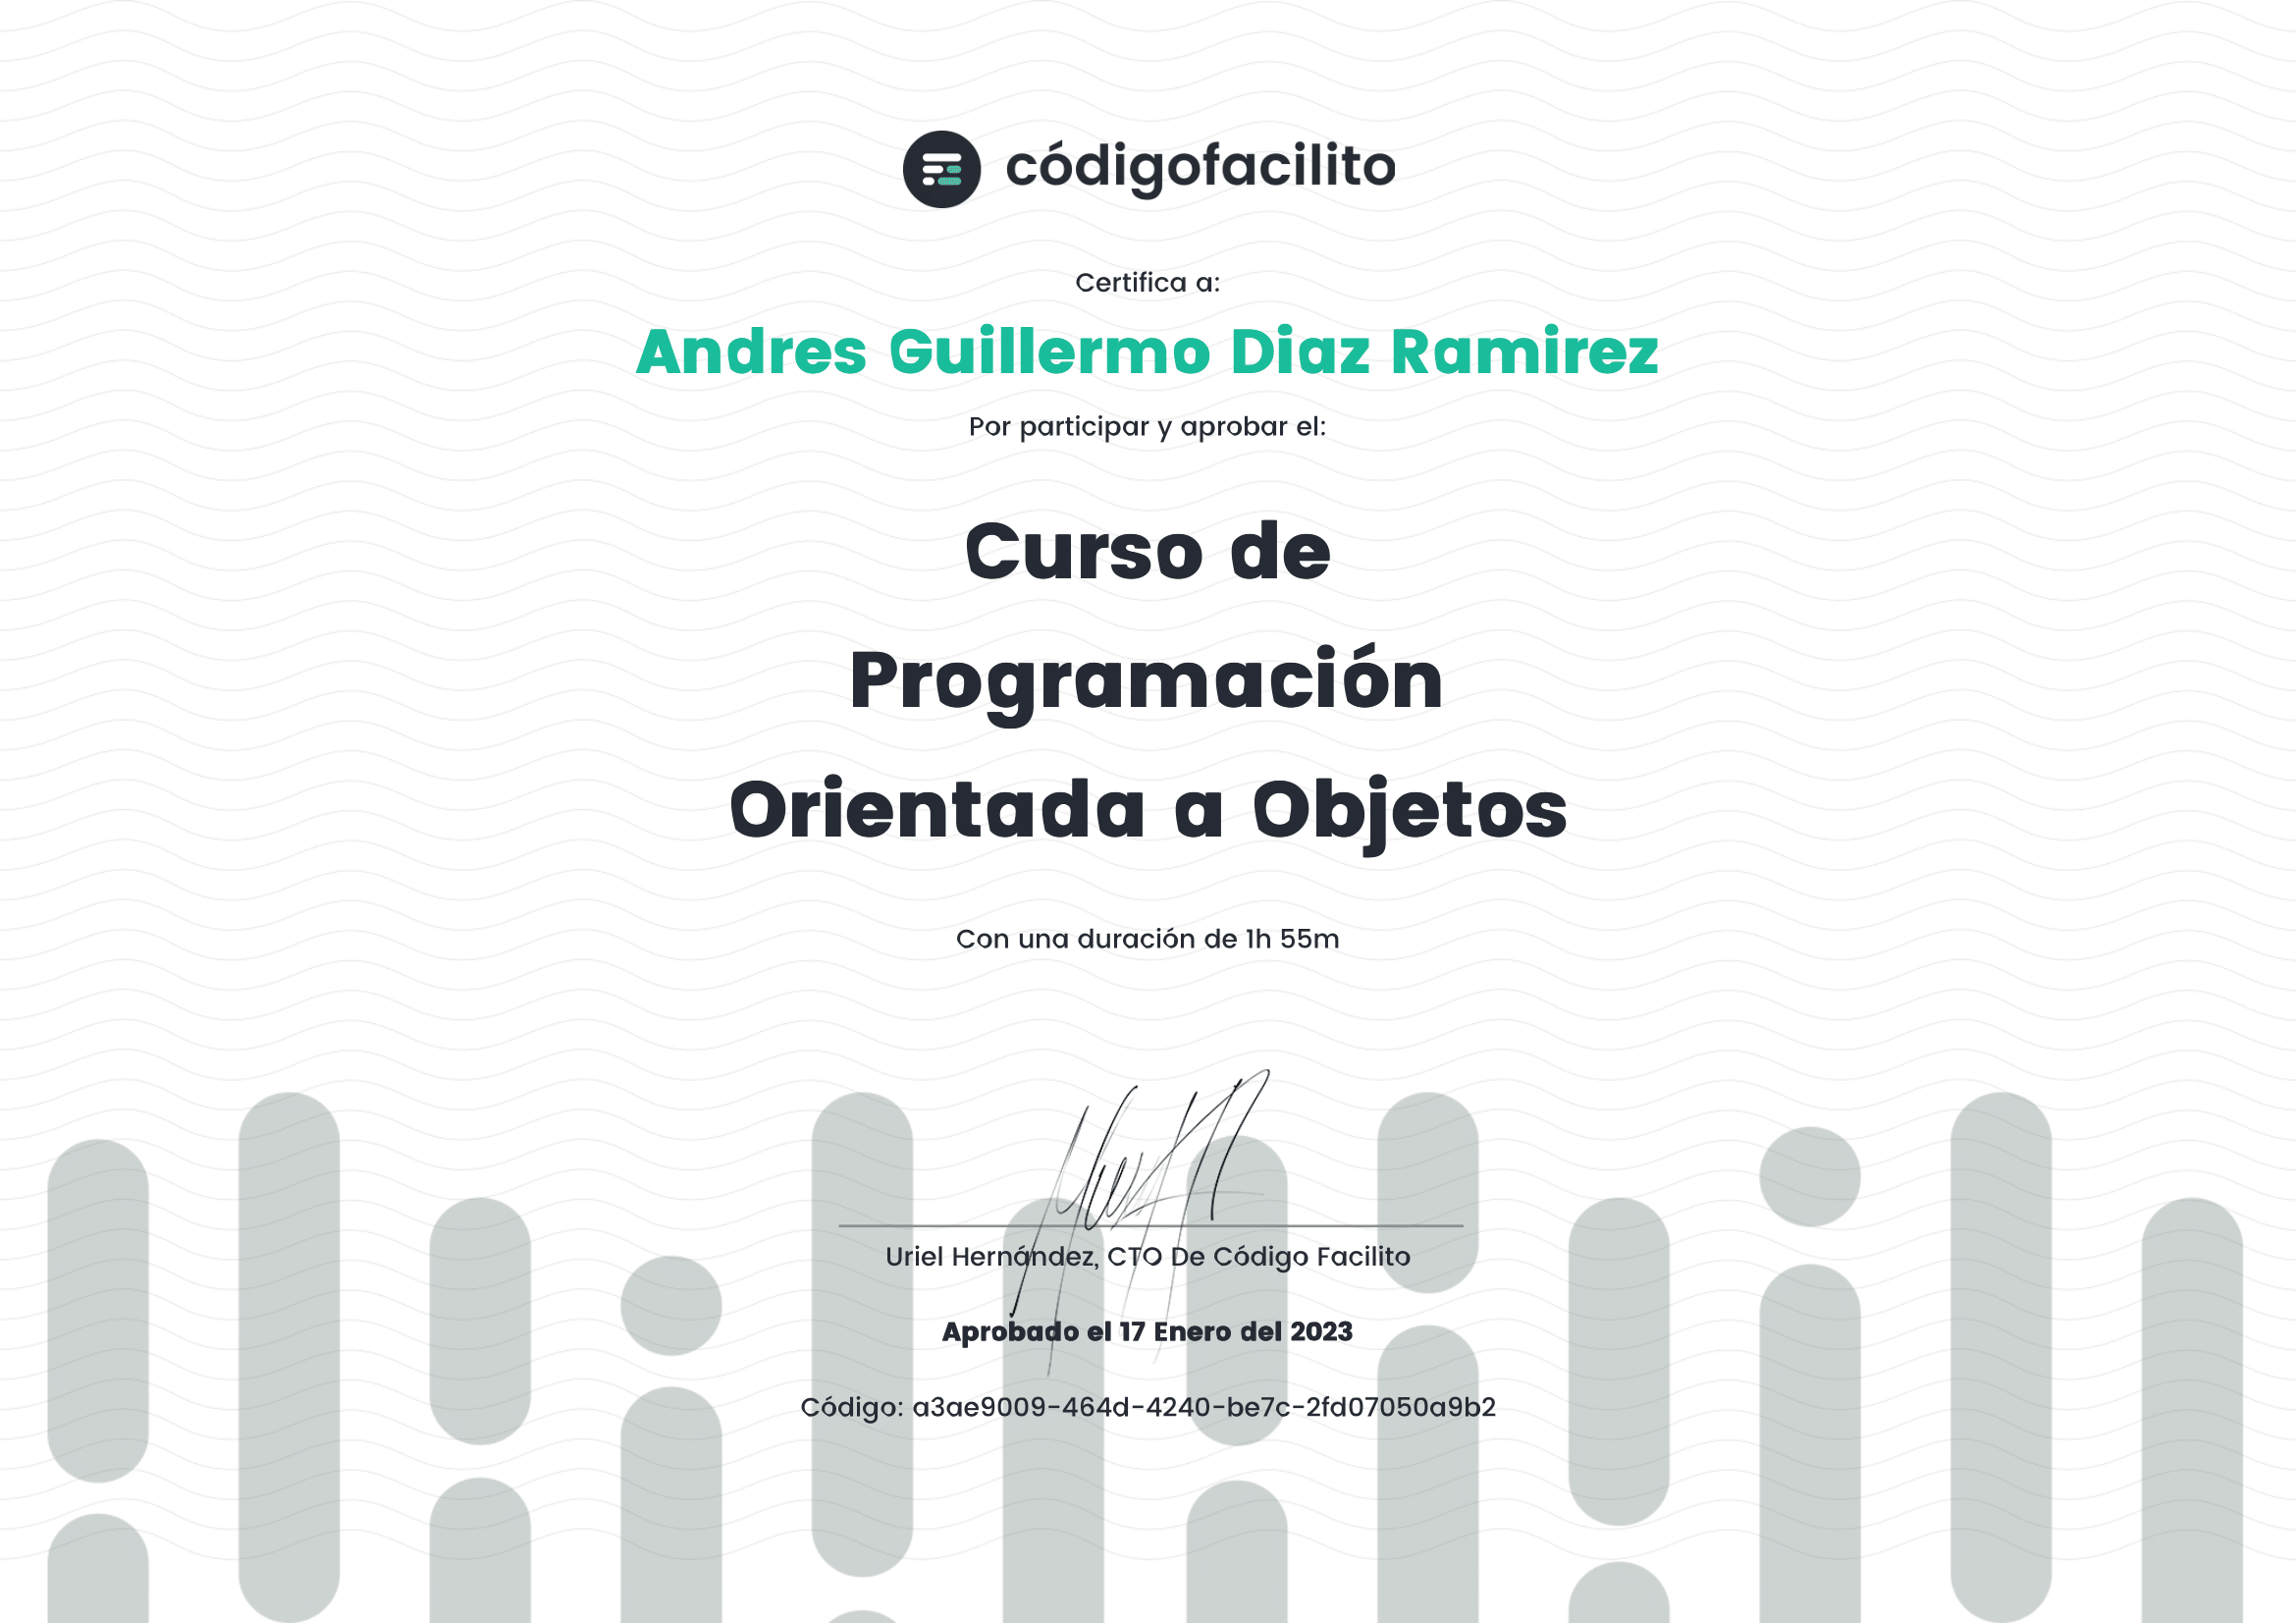 códigofacilito
Certifica a:
Andres Guillermo Diaz Ramirez
Por participar y aprobar el:
Curso de
Programación
Orientada a Objetos
Con una duración de 1h 55m
Uriel Hernández, CTO De Código Facilito
Aprobado el 17 Enero del 2023
Código: a3ae9009-464d-4240-be7c-2fd07050a9b2